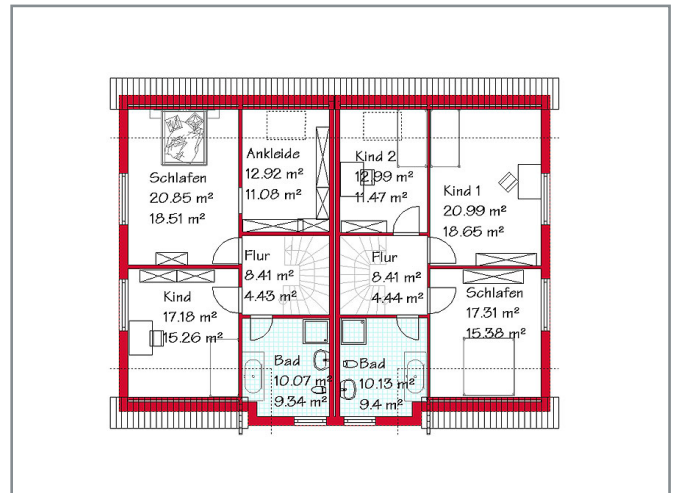 Schlafen
20.85 m²
18.51 m²
Ankleide
12.92 m²
11.08 m²
Kind 2
12.99 m²
11.47 m²
Kind 1
20.99 m²
18.65 m²
Flur
8.41 m²
4.43 m²
Flur
8.41 m²
4.44 m²
Kind
17.18 m²
15.26 m²
Schlafen
17.31 m²
15.38 m²
Bad
10.07 m²
9.34 m²
Bad
10.13 m²
9.4 m²